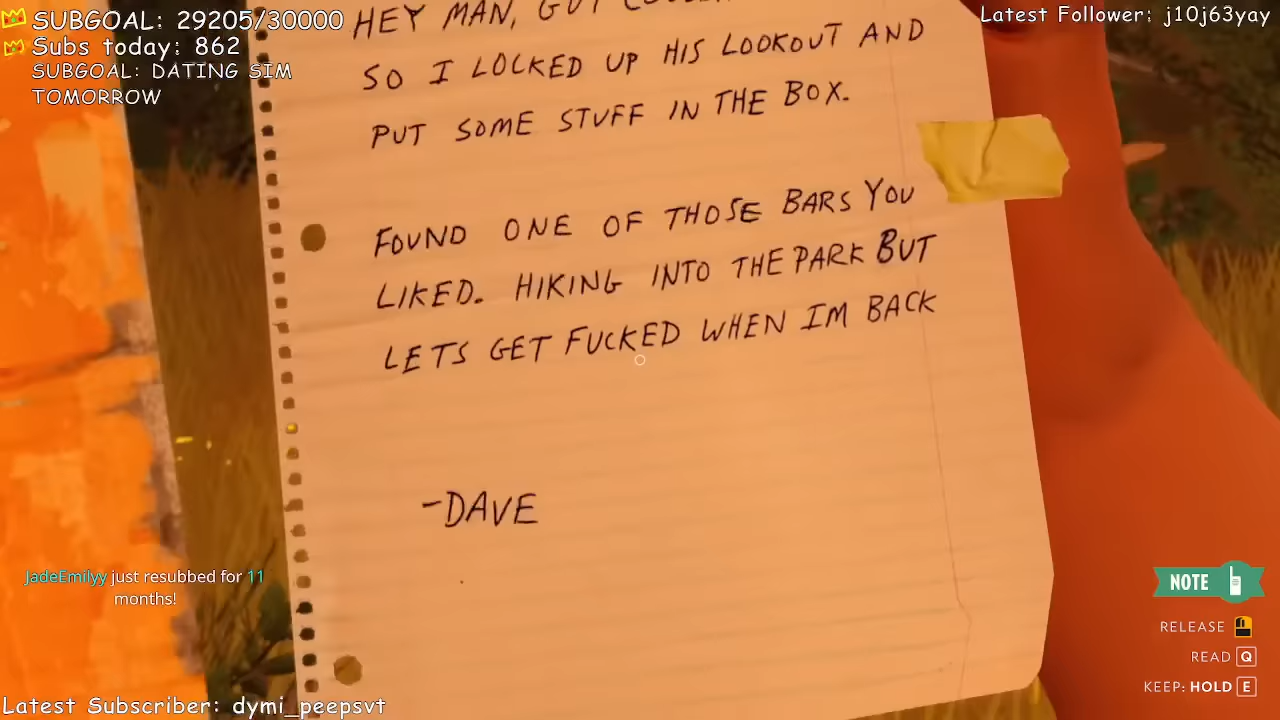 SUBGOAL: 29205/30000
Subs today: 862
SUBGOAL: DATING SIM
TOMORROW
Latest Follower: j10j63yay
HEY MAN,
SO I LOCKED UP HIS LOOKOUT AND
PUT SOME STUFF IN THE BOX.
FOUND ONE OF THOSE BARS YOU
LIKED. HIKING INTO THE PARK BUT
LETS GET FUCKED WHEN IM BACK
-DAVE
JadeEmilyy just resubbed for 11
months!
NOTE
RELEASE
READ Q
KEEP: HOLD E
Latest Subscriber: dymi_peepsvt